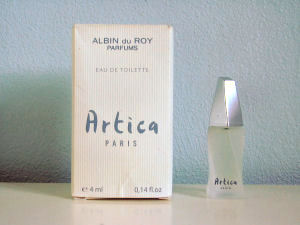 ALBIN du ROY
PARFUMS
EAU DE TOILETTE
Artica
PARIS
e 4 ml 0,14 fl.oz
Artica
PARIS